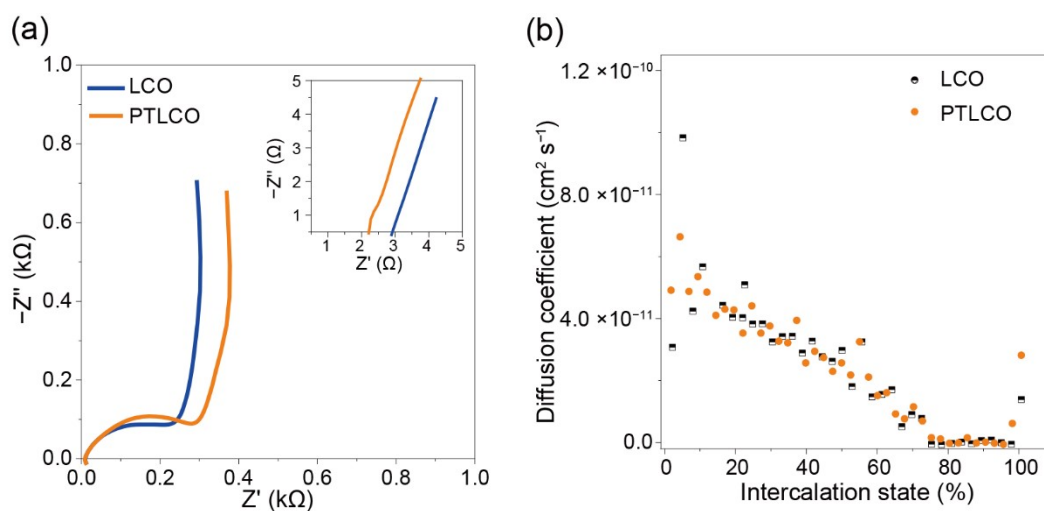 (a)
1.0
0.8
0.6
0.4
0.2
0.0
−Z″ (kΩ)
LCO
PTLCO
5
4
3
2
1
−Z″ (Ω)
1 2 3 4 5
Z′ (Ω)
0.0 0.2 0.4 0.6 0.8 1.0
Z′ (kΩ)
(b)
1.2 ×10⁻¹⁰
8.0 ×10⁻¹¹
4.0 ×10⁻¹¹
0.0
Diffusion coefficient (cm² s⁻¹)
LCO
PTLCO
0 20 40 60 80 100
Intercalation state (%)